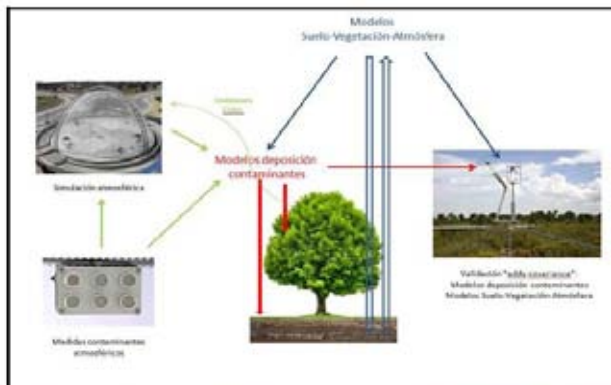 Modelos
Suelo-Vegetación-Atmósfera
Modelos deposición
contaminantes
Simulación atmosférica
Medidas contaminantes
atmosféricos
Validación "eddy covariance":
Modelos deposición contaminantes
Modelos Suelo-Vegetación-Atmósfera